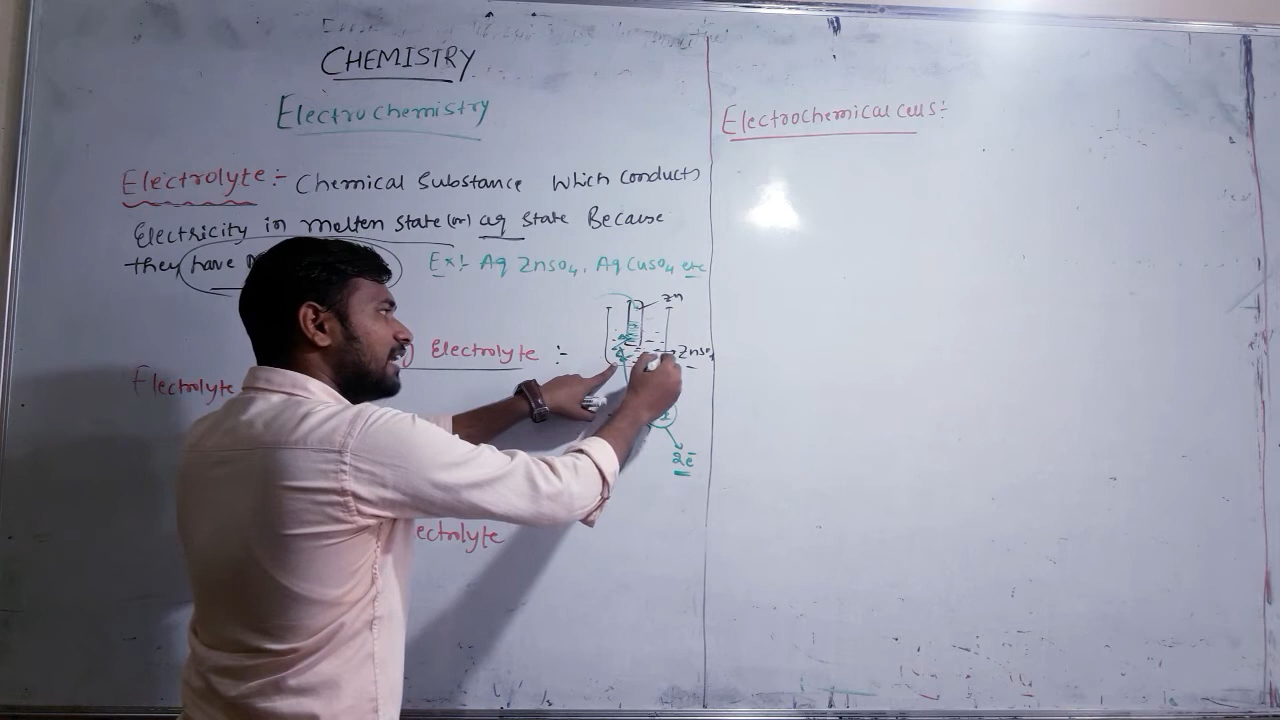 CHEMISTRY
Electrochemistry
Electrolyte:- Chemical Substance Which conducts
Electricity in molten state (or) aq state Because
they have
Ex:- Aq ZnSO4, Aq CuSO4 etc
Zn
Electrolyte :-
ZnSO4
Electrolyte
2e-
ectrolyte
Electrochemical cells:-